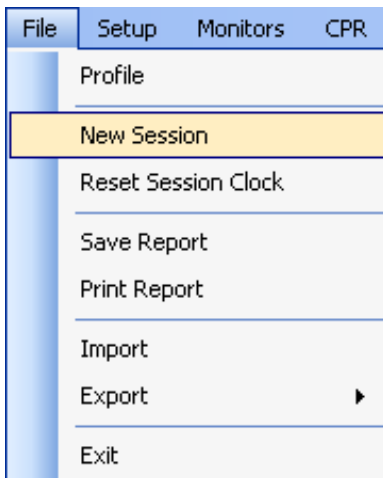 File Setup Monitors CPR
Profile
New Session
Reset Session Clock
Save Report
Print Report
Import
Export
Exit